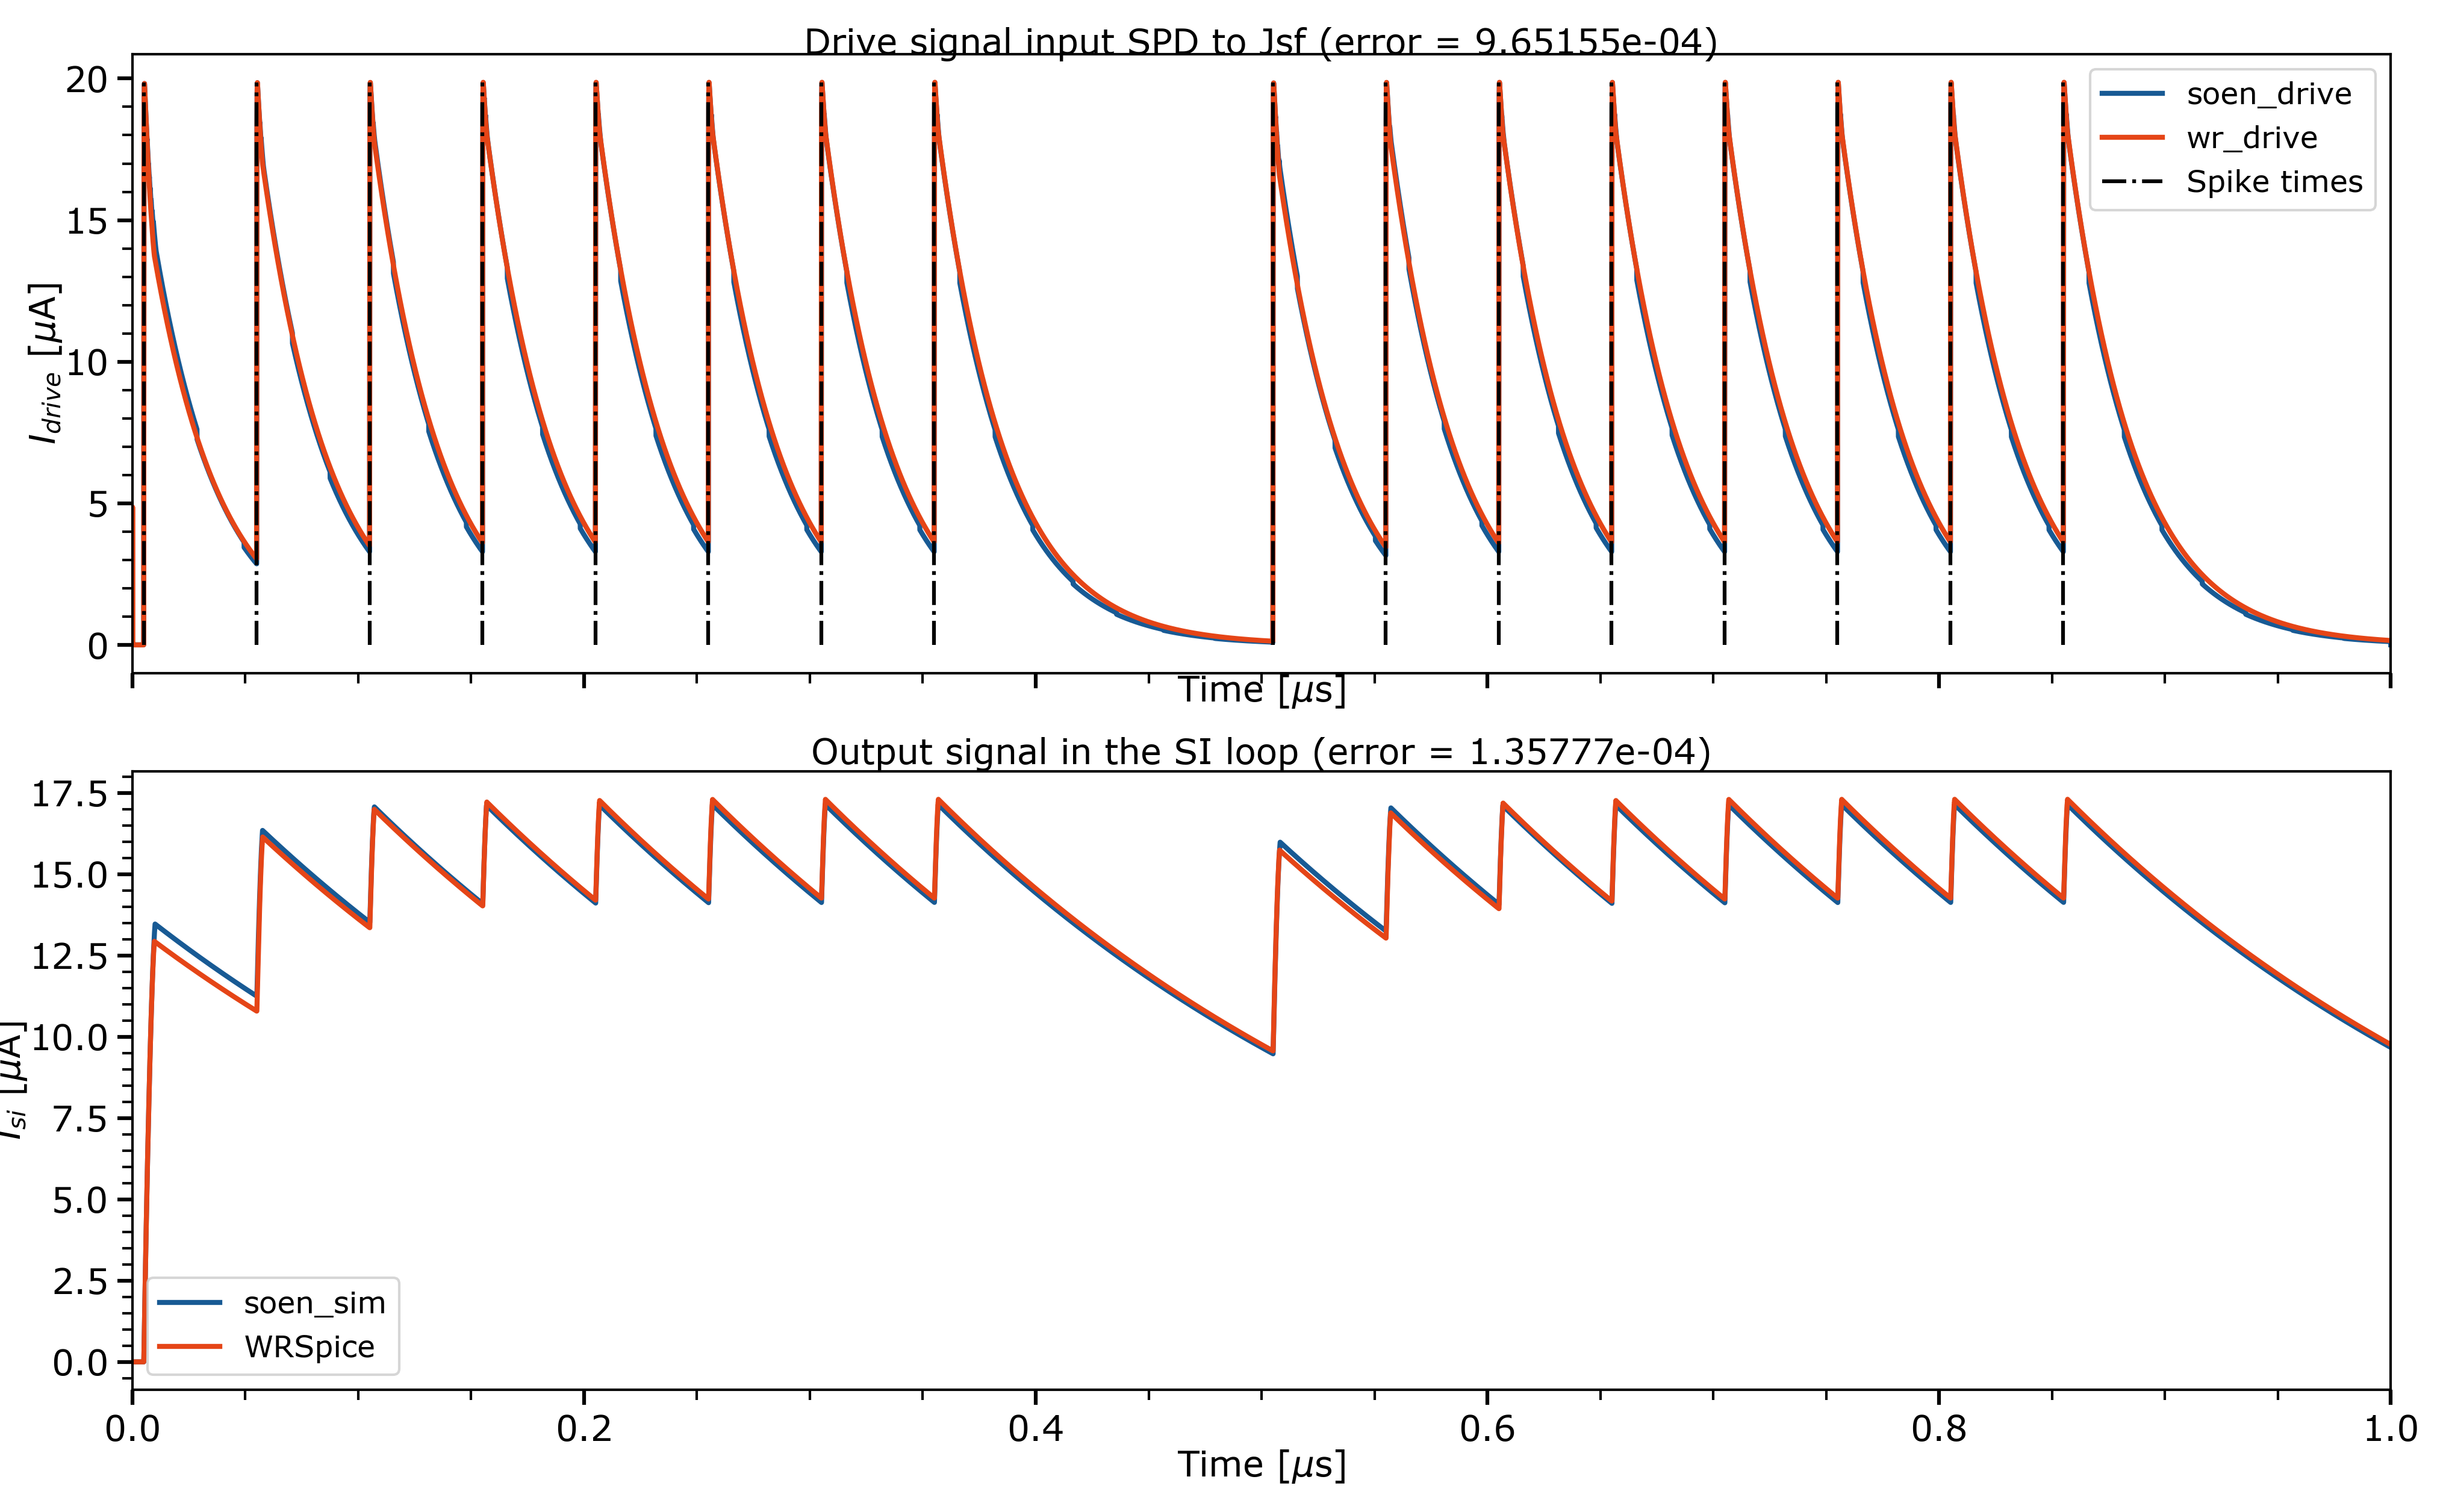 Drive signal input SPD to Jsf (error = 9.65155e-04)
I_drive [μA]
20
15
10
5
0
soen_drive
wr_drive
Spike times
Time [μs]
Output signal in the SI loop (error = 1.35777e-04)
I_si [μA]
17.5
15.0
12.5
10.0
7.5
5.0
2.5
0.0
soen_sim
WRSpice
0.0 0.2 0.4 0.6 0.8 1.0
Time [μs]